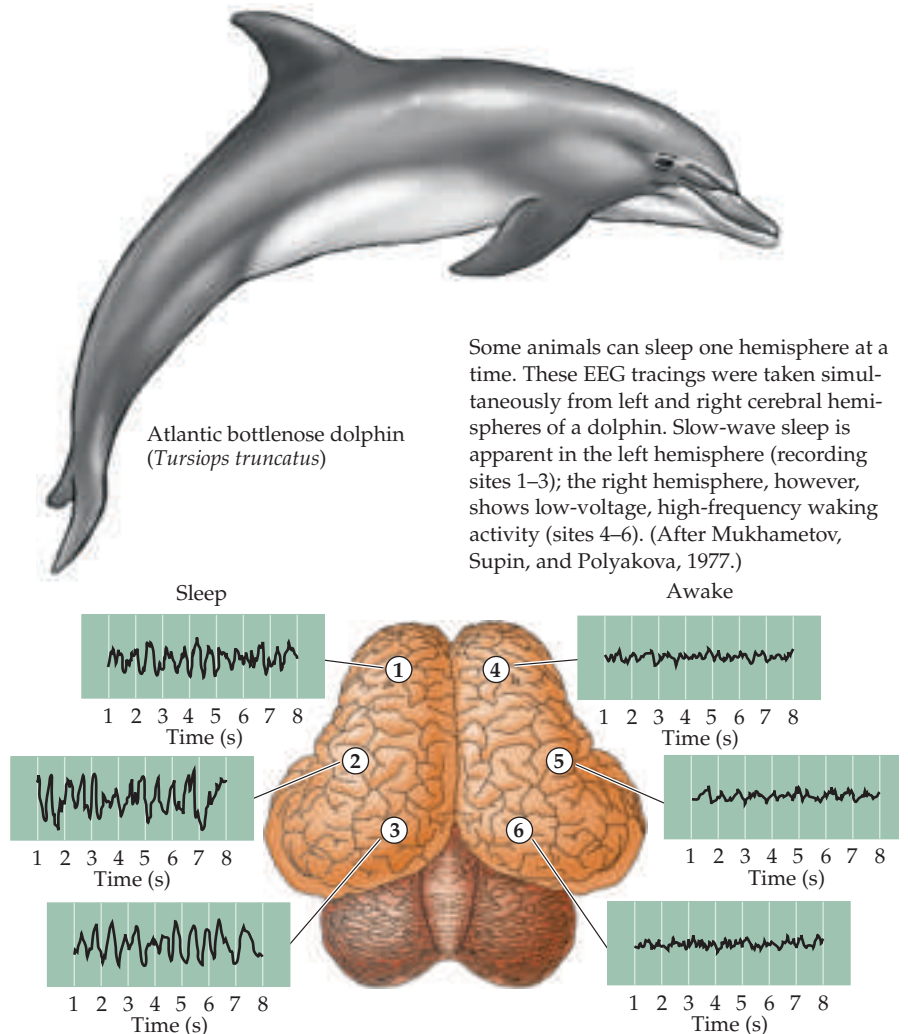 Atlantic bottlenose dolphin
(Tursiops truncatus)
Some animals can sleep one hemisphere at a
time. These EEG tracings were taken simul-
taneously from left and right cerebral hemi-
spheres of a dolphin. Slow-wave sleep is
apparent in the left hemisphere (recording
sites 1–3); the right hemisphere, however,
shows low-voltage, high-frequency waking
activity (sites 4–6). (After Mukhametov,
Supin, and Polyakova, 1977.)
Sleep
1 2 3 4 5 6 7 8
Time (s)
1 2 3 4 5 6 7 8
Time (s)
1 2 3 4 5 6 7 8
Time (s)
1
2
3
4
5
6
Awake
1 2 3 4 5 6 7 8
Time (s)
1 2 3 4 5 6 7 8
Time (s)
1 2 3 4 5 6 7 8
Time (s)